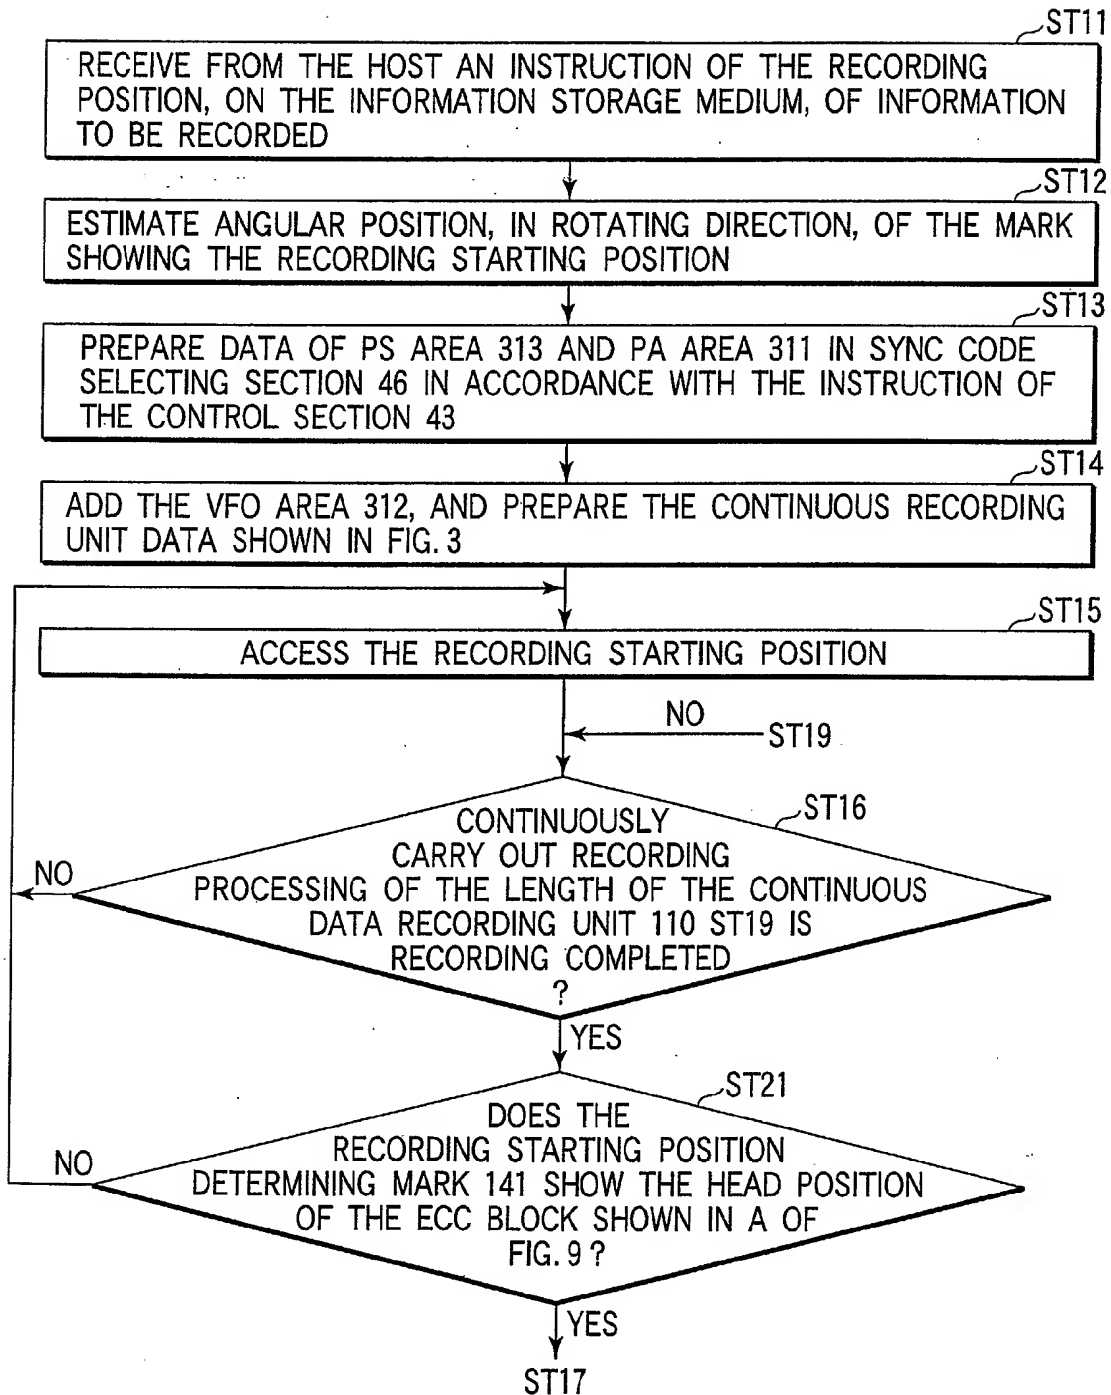 ST11
RECEIVE FROM THE HOST AN INSTRUCTION OF THE RECORDING
POSITION, ON THE INFORMATION STORAGE MEDIUM, OF INFORMATION
TO BE RECORDED
ST12
ESTIMATE ANGULAR POSITION, IN ROTATING DIRECTION, OF THE MARK
SHOWING THE RECORDING STARTING POSITION
ST13
PREPARE DATA OF PS AREA 313 AND PA AREA 311 IN SYNC CODE
SELECTING SECTION 46 IN ACCORDANCE WITH THE INSTRUCTION OF
THE CONTROL SECTION 43
ST14
ADD THE VFO AREA 312, AND PREPARE THE CONTINUOUS RECORDING
UNIT DATA SHOWN IN FIG. 3
ST15
ACCESS THE RECORDING STARTING POSITION
NO
ST19
ST16
CONTINUOUSLY
CARRY OUT RECORDING
NO
PROCESSING OF THE LENGTH OF THE CONTINUOUS
DATA RECORDING UNIT 110 ST19 IS
RECORDING COMPLETED
?
YES
ST21
DOES THE
RECORDING STARTING POSITION
NO
DETERMINING MARK 141 SHOW THE HEAD POSITION
OF THE ECC BLOCK SHOWN IN A OF
FIG. 9 ?
YES
ST17